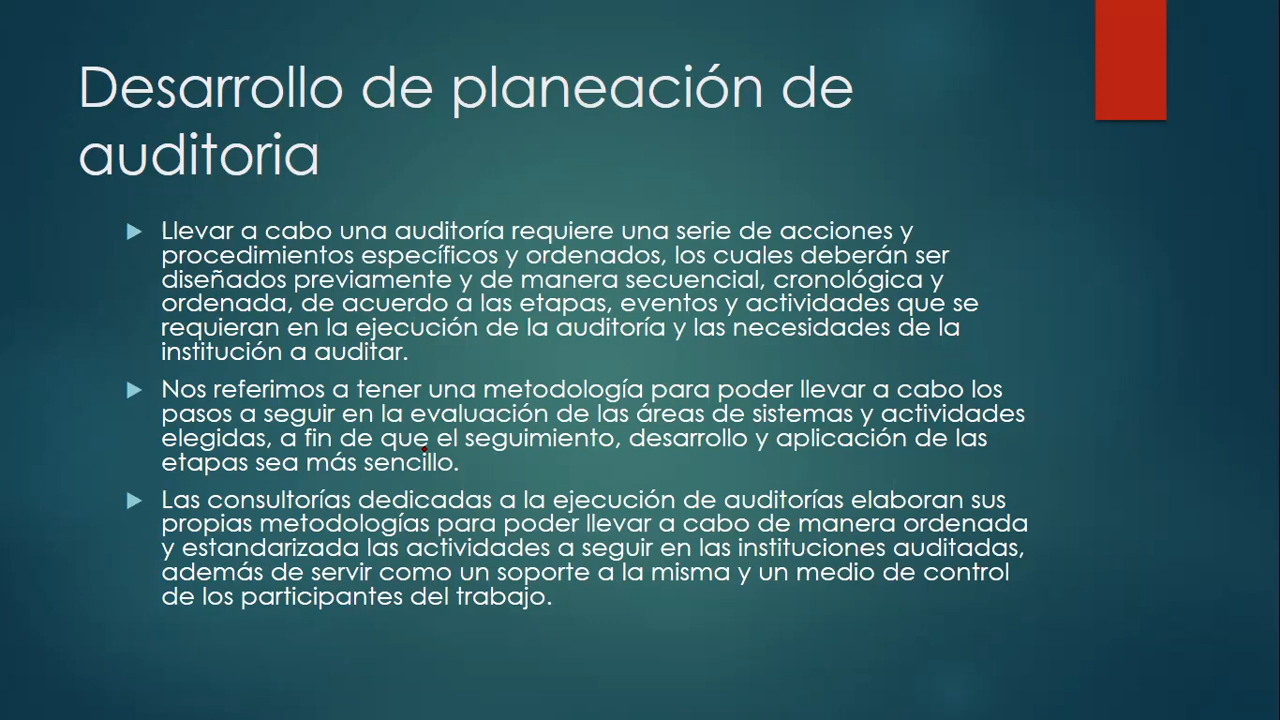 Desarrollo de planeación de
auditoria
Llevar a cabo una auditoría requiere una serie de acciones y
procedimientos específicos y ordenados, los cuales deberán ser
diseñados previamente y de manera secuencial, cronológica y
ordenada, de acuerdo a las etapas, eventos y actividades que se
requieran en la ejecución de la auditoría y las necesidades de la
institución a auditar.
Nos referimos a tener una metodología para poder llevar a cabo los
pasos a seguir en la evaluación de las áreas de sistemas y actividades
elegidas, a fin de que el seguimiento, desarrollo y aplicación de las
etapas sea más sencillo.
Las consultorías dedicadas a la ejecución de auditorías elaboran sus
propias metodologías para poder llevar a cabo de manera ordenada
y estandarizada las actividades a seguir en las instituciones auditadas,
además de servir como un soporte a la misma y un medio de control
de los participantes del trabajo.